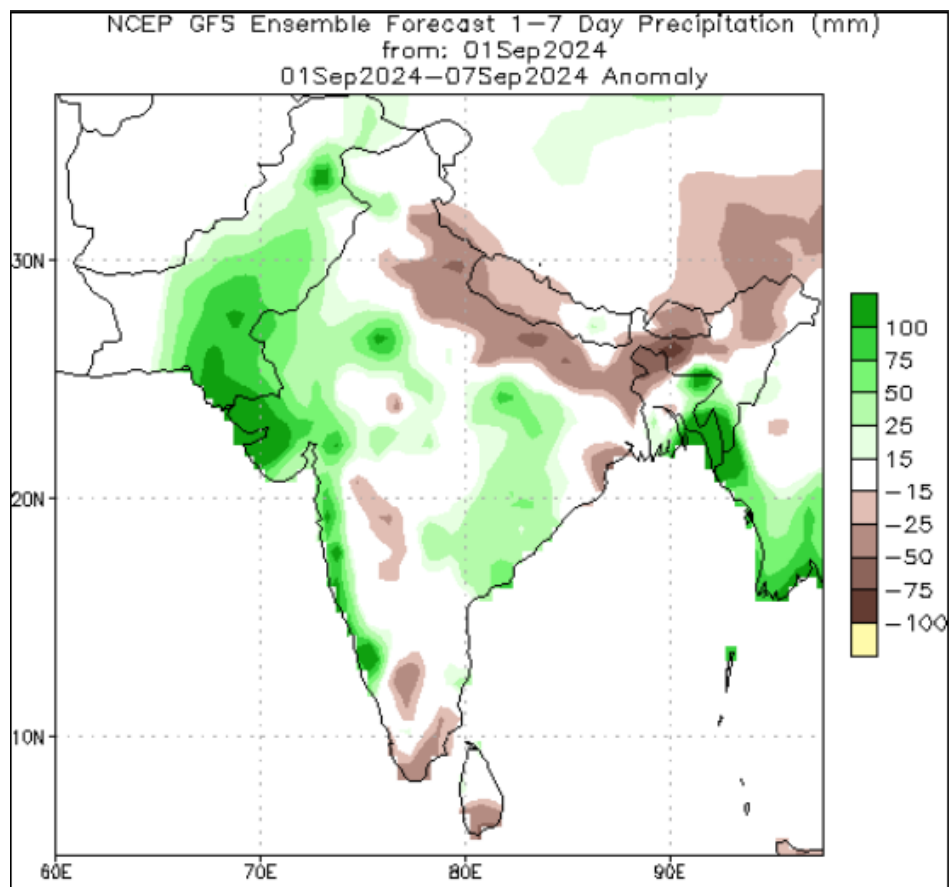 NCEP GFS Ensemble Forecast 1-7 Day Precipitation (mm)
from: 01Sep2024
01Sep2024-07Sep2024 Anomaly
30N
20N
10N
60E
70E
80E
90E
100
75
50
25
15
-15
-25
-50
-75
-100